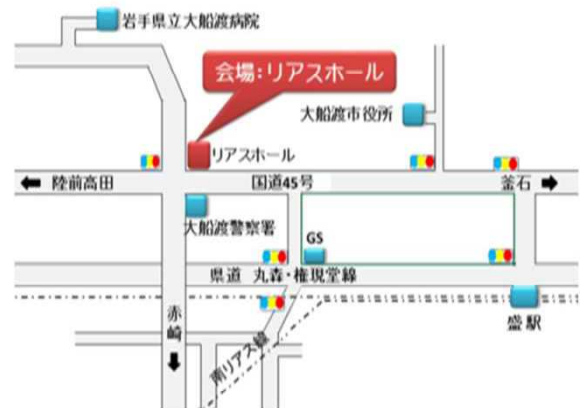 岩手県立大船渡病院
会場:リアスホール
大船渡市役所
リアスホール
陸前高田
国道45号
釜石
大船渡警察署
GS
県道 丸森・権現堂線
赤崎
盛駅
南リアス線